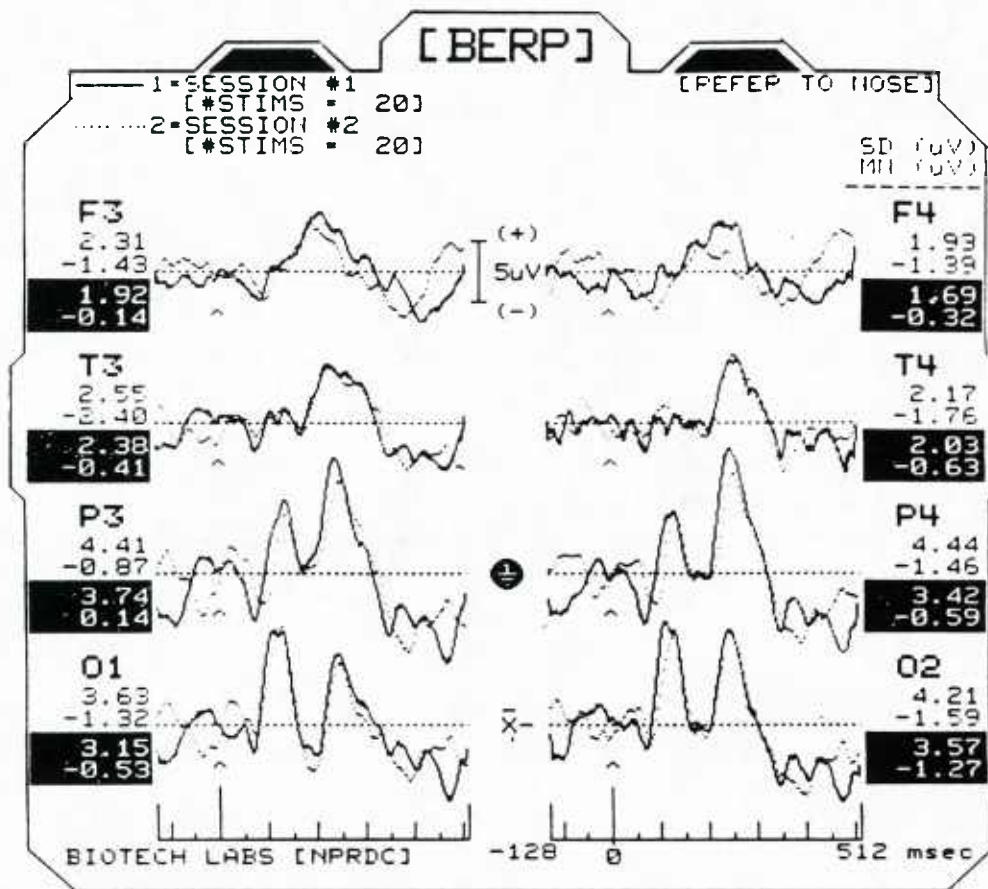 [BERP]
1=SESSION #1
[#STIMS = 20]
2=SESSION #2
[#STIMS = 20]
[REFER TO NOSE]
SD (uV)
MN (uV)
F3
2.31
-1.43
1.92
-0.14
(+)
5uV
(-)
F4
1.93
-1.39
1.69
-0.32
T3
2.55
-2.40
2.38
-0.41
T4
2.17
-1.76
2.03
-0.63
P3
4.41
-0.87
3.74
0.14
1
P4
4.44
-1.46
3.42
-0.59
O1
3.63
-1.32
3.15
-0.53
X-
O2
4.21
-1.59
3.57
-1.27
BIOTECH LABS [NPRDC]
-128 0 512 msec